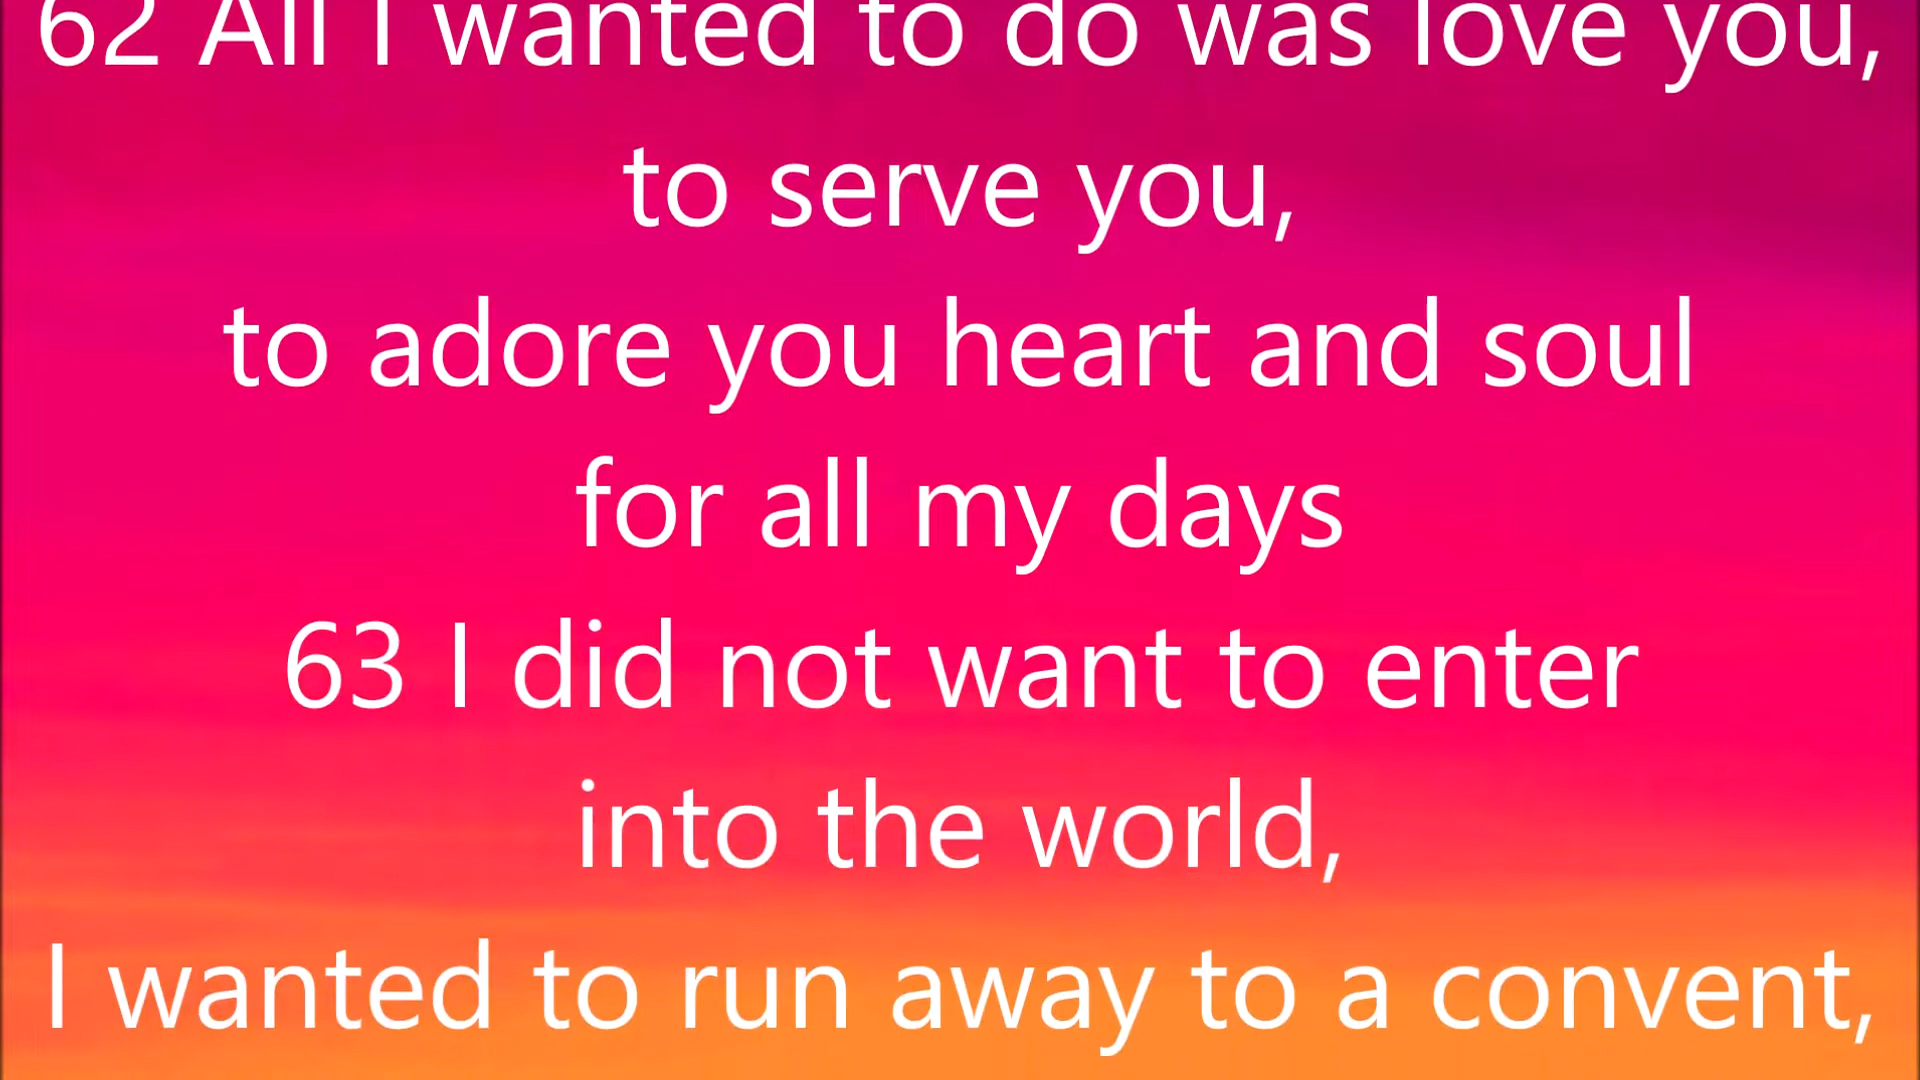 62 All I wanted to do was love you,
to serve you,
to adore you heart and soul
for all my days
63 I did not want to enter
into the world,
I wanted to run away to a convent,